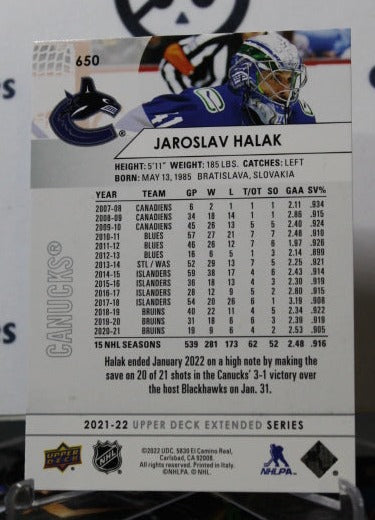 650
JAROSLAV HALAK
HEIGHT: 5'11" WEIGHT: 185 LBS. CATCHES: LEFT
BORN: MAY 13, 1985 BRATISLAVA, SLOVAKIA
YEAR TEAM GP W L T/OT SO GAA SV%
2007-08 CANADIENS 6 2 1 1 1 2.11 .934
2008-09 CANADIENS 34 18 14 1 1 2.86 .915
2009-10 CANADIENS 45 26 13 5 5 2.40 .924
2010-11 BLUES 57 27 21 7 7 2.48 .910
2011-12 BLUES 46 26 12 7 6 1.97 .926
2012-13 BLUES 16 6 5 1 3 2.14 .899
2013-14 STL / WAS 52 29 13 7 5 2.25 .921
2014-15 ISLANDERS 59 38 17 4 6 2.43 .914
2015-16 ISLANDERS 36 18 13 4 3 2.30 .919
2016-17 ISLANDERS 28 12 9 5 2 2.80 .915
2017-18 ISLANDERS 54 20 26 6 1 3.19 .908
2018-19 BRUINS 40 22 11 4 5 2.34 .922
2019-20 BRUINS 31 18 6 6 3 2.39 .919
2020-21 BRUINS 19 9 6 4 2 2.53 .905
15 NHL SEASONS 539 281 173 62 52 2.48 .916
CANUCKS®
Halak ended January 2022 on a high note by making the
save on 20 of 21 shots in the Canucks' 3-1 victory over
the host Blackhawks on Jan. 31.
2021-22 UPPER DECK EXTENDED SERIES
UPPER DECK
NHL
©2022 UDC, 5830 El Camino Real,
Carlsbad, CA 92008.
All rights reserved. Printed in Italy.
©NHLPA. © NHL.
NHLPA